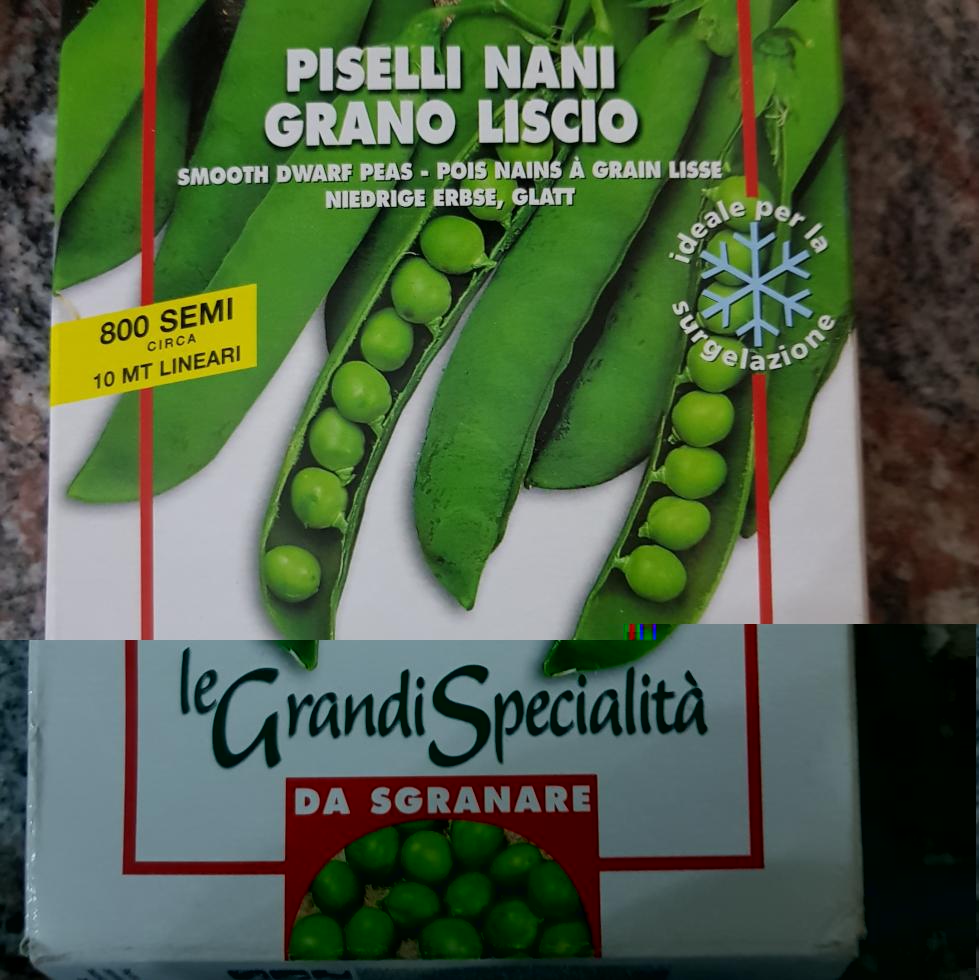 PISELLI NANI
GRANO LISCIO
SMOOTH DWARF PEAS - POIS NAINS À GRAIN LISSE
NIEDRIGE ERBSE, GLATT
ideale per la
surgelazione
800 SEMI
CIRCA
10 MT LINEARI
le Grandi Specialità
DA SGRANARE